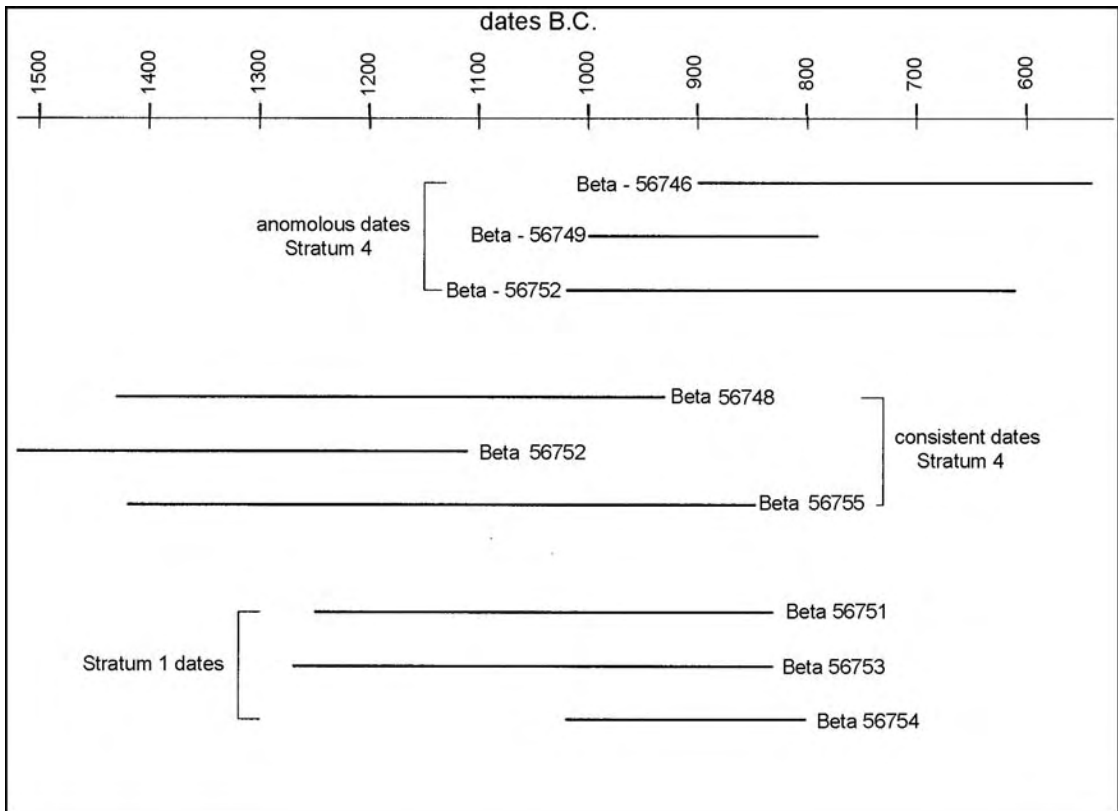 dates B.C.
1500 1400 1300 1200 1100 1000 900 800 700 600
Beta - 56746
anomolous dates
Stratum 4
Beta - 56749
Beta - 56752
Beta 56748
consistent dates
Stratum 4
Beta 56752
Beta 56755
Beta 56751
Stratum 1 dates
Beta 56753
Beta 56754